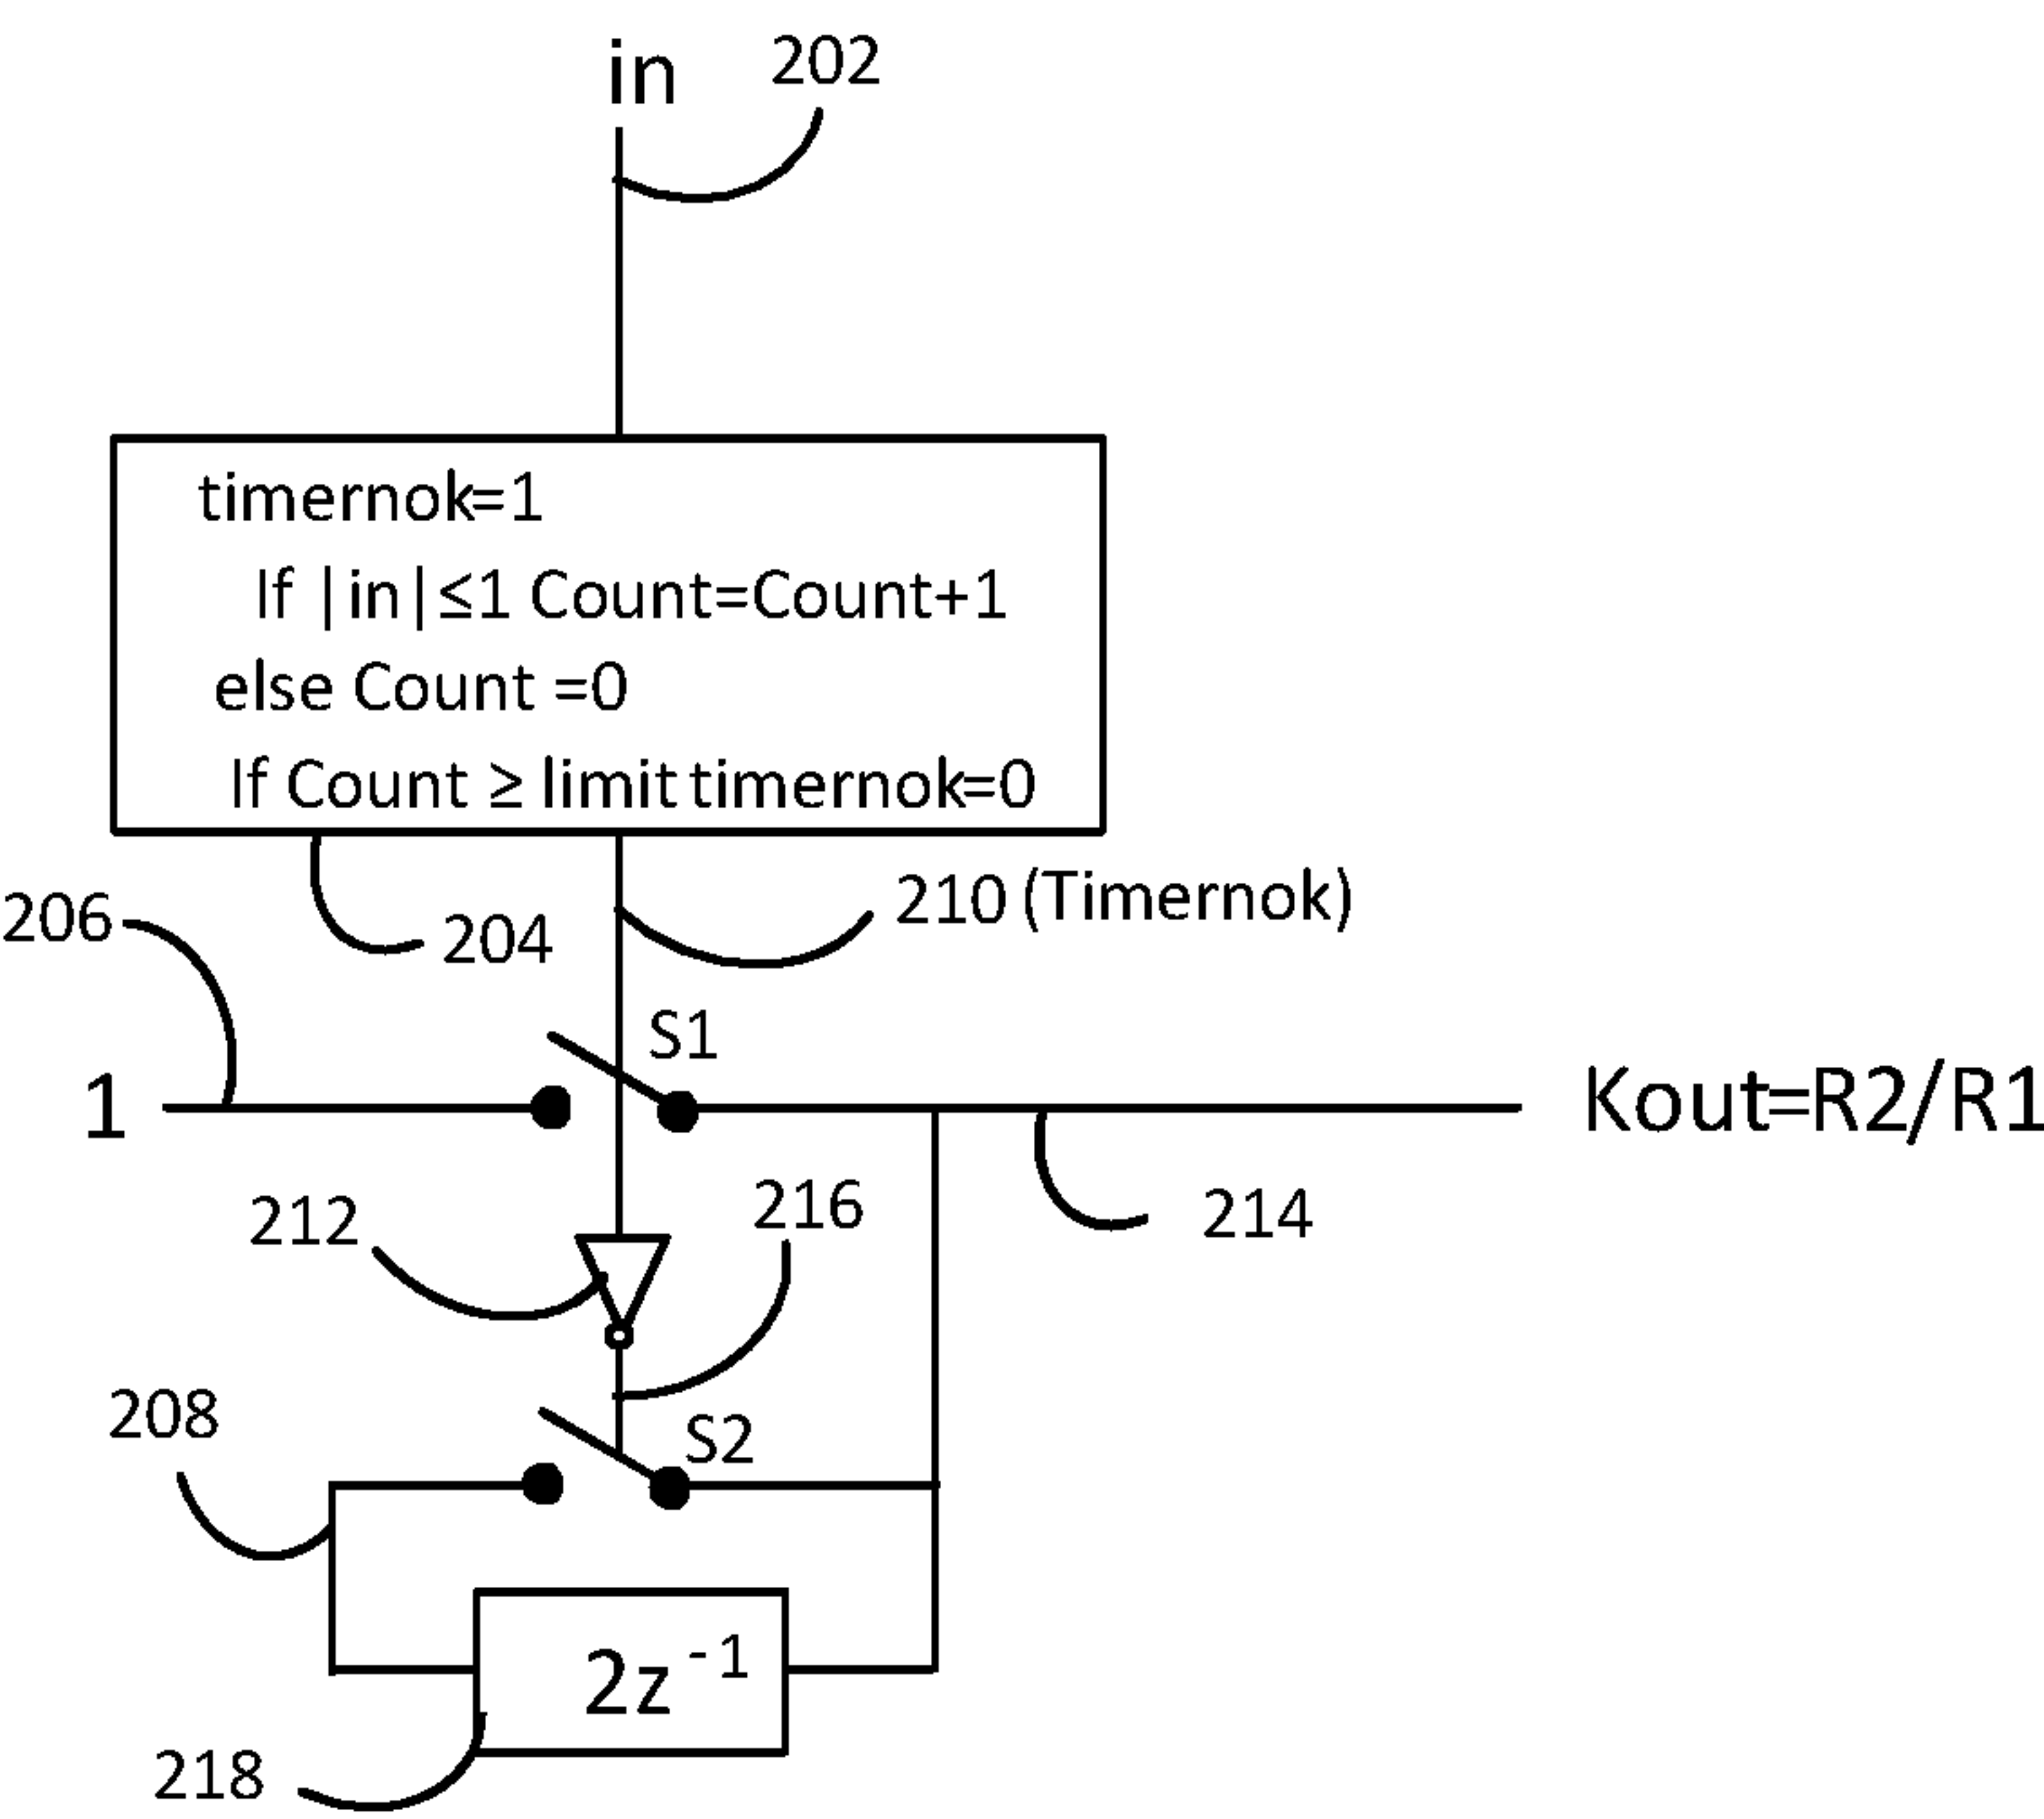 in
202
timernok=1
If |in|≤1 Count=Count+1
else Count =0
If Count ≥ limit timernok=0
206
204
210 (Timernok)
S1
1
Kout=R2/R1
212
216
214
208
S2
2z⁻¹
218